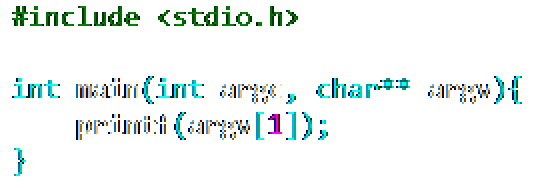 #include <stdio.h>
int main(int argc, char** argv){
    printf(argv[1]);
}